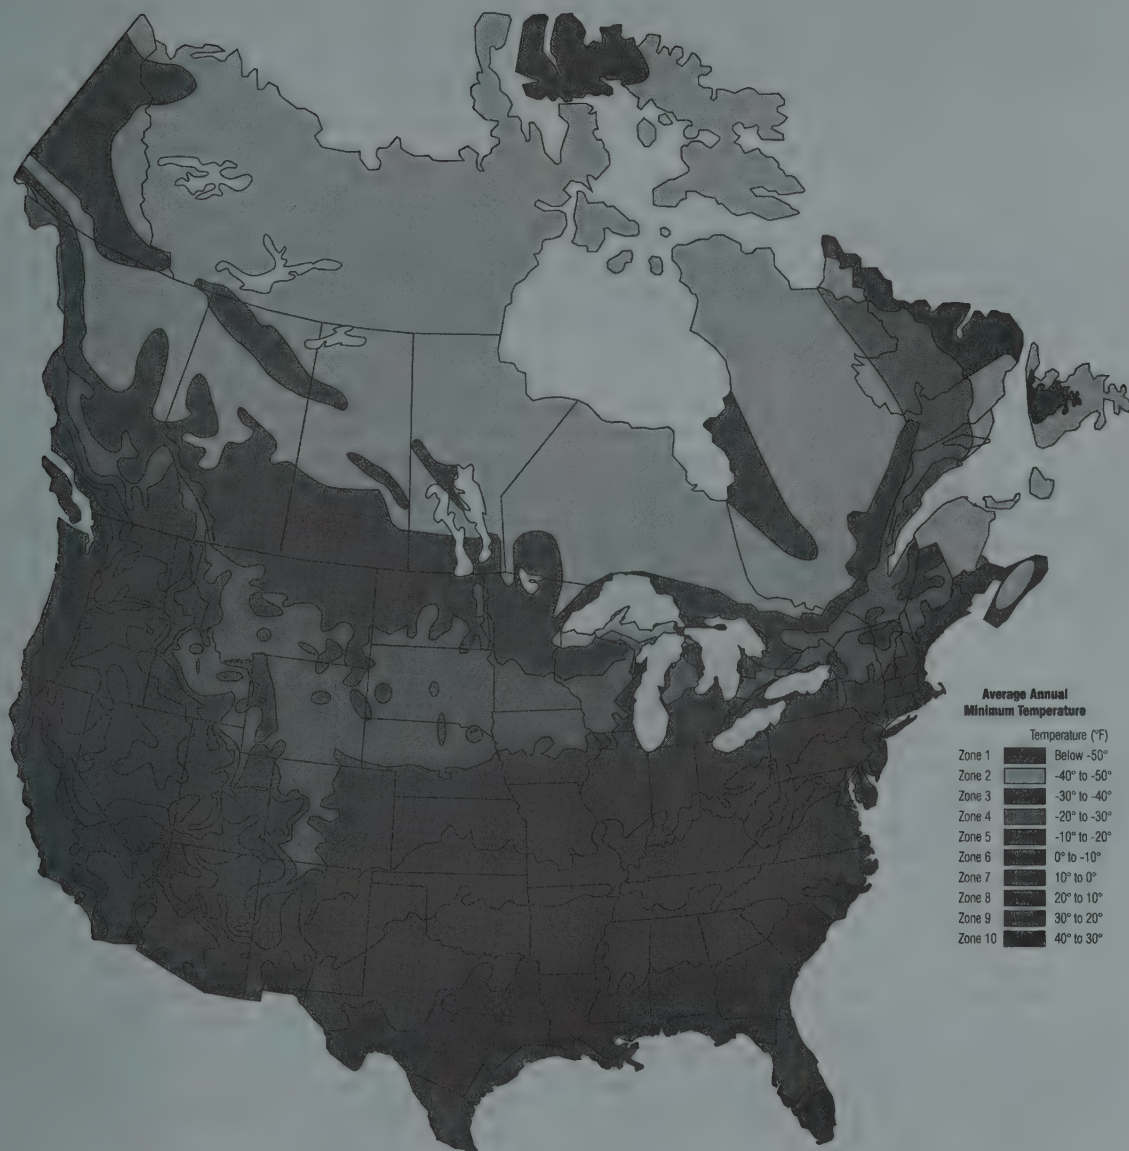 Average Annual
Minimum Temperature
Temperature (°F)
Zone 1 Below -50°
Zone 2 -40° to -50°
Zone 3 -30° to -40°
Zone 4 -20° to -30°
Zone 5 -10° to -20°
Zone 6 0° to -10°
Zone 7 10° to 0°
Zone 8 20° to 10°
Zone 9 30° to 20°
Zone 10 40° to 30°